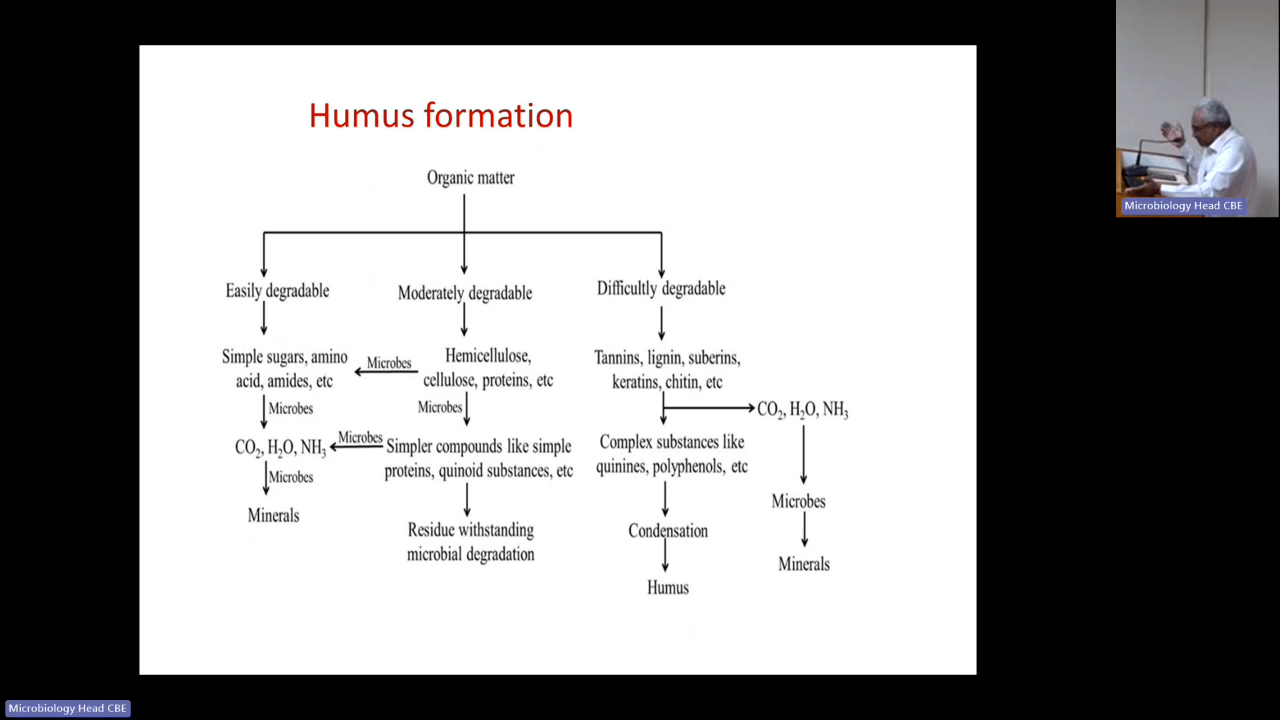 Humus formation
Organic matter
Easily degradable
Moderately degradable
Difficultly degradable
Simple sugars, amino
acid, amides, etc
Microbes
Hemicellulose,
cellulose, proteins, etc
Tannins, lignin, suberins,
keratins, chitin, etc
Microbes
Microbes
CO₂, H₂O, NH₃
CO₂, H₂O, NH₃
Microbes
Simpler compounds like simple
proteins, quinoid substances, etc
Complex substances like
quinines, polyphenols, etc
Microbes
Minerals
Residue withstanding
microbial degradation
Condensation
Microbes
Humus
Minerals
Microbiology Head CBE
Microbiology Head CBE